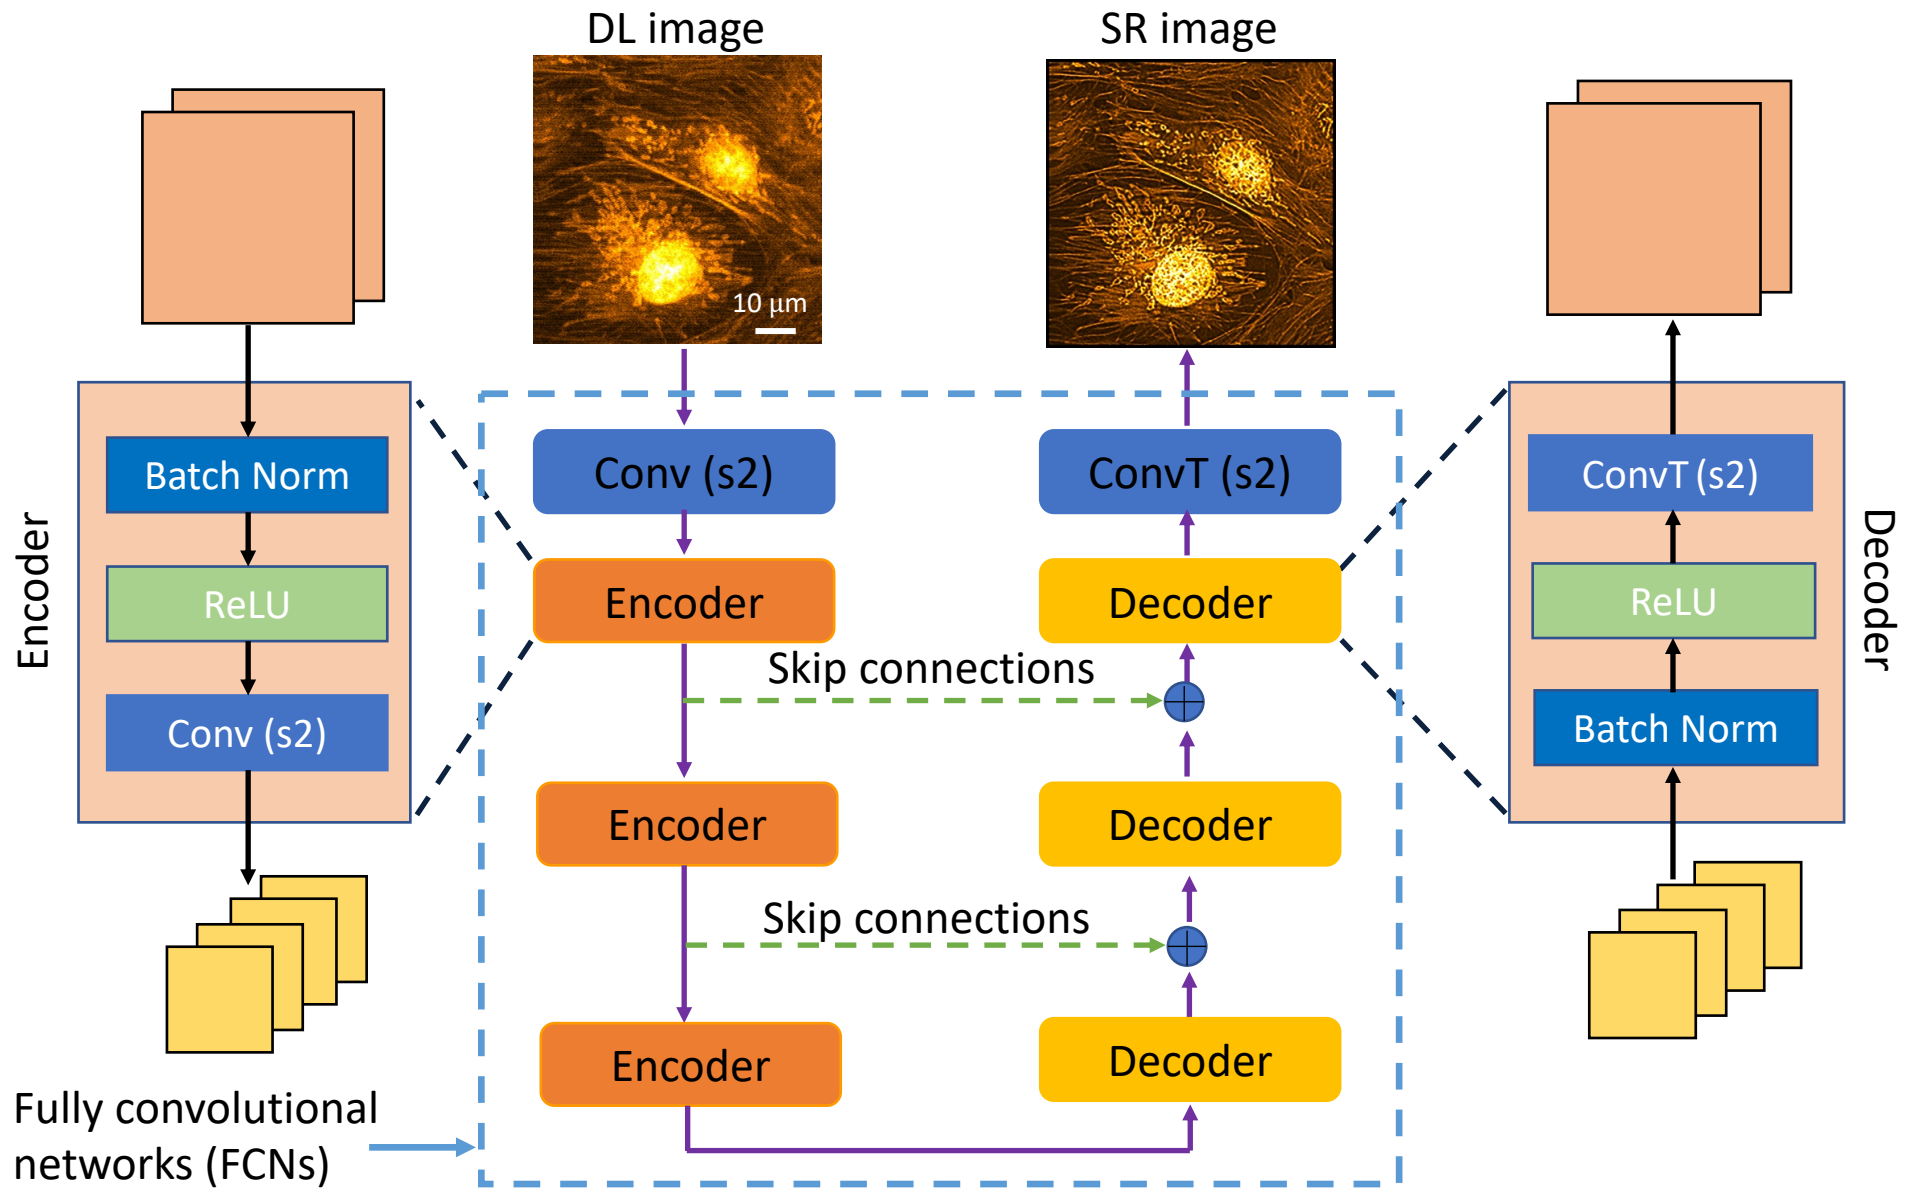 DL image
SR image
10 μm
Encoder
Batch Norm
ReLU
Conv (s2)
Conv (s2)
Encoder
Skip connections
Encoder
Skip connections
Encoder
ConvT (s2)
Decoder
Decoder
Decoder
ConvT (s2)
ReLU
Batch Norm
Decoder
Fully convolutional
networks (FCNs)